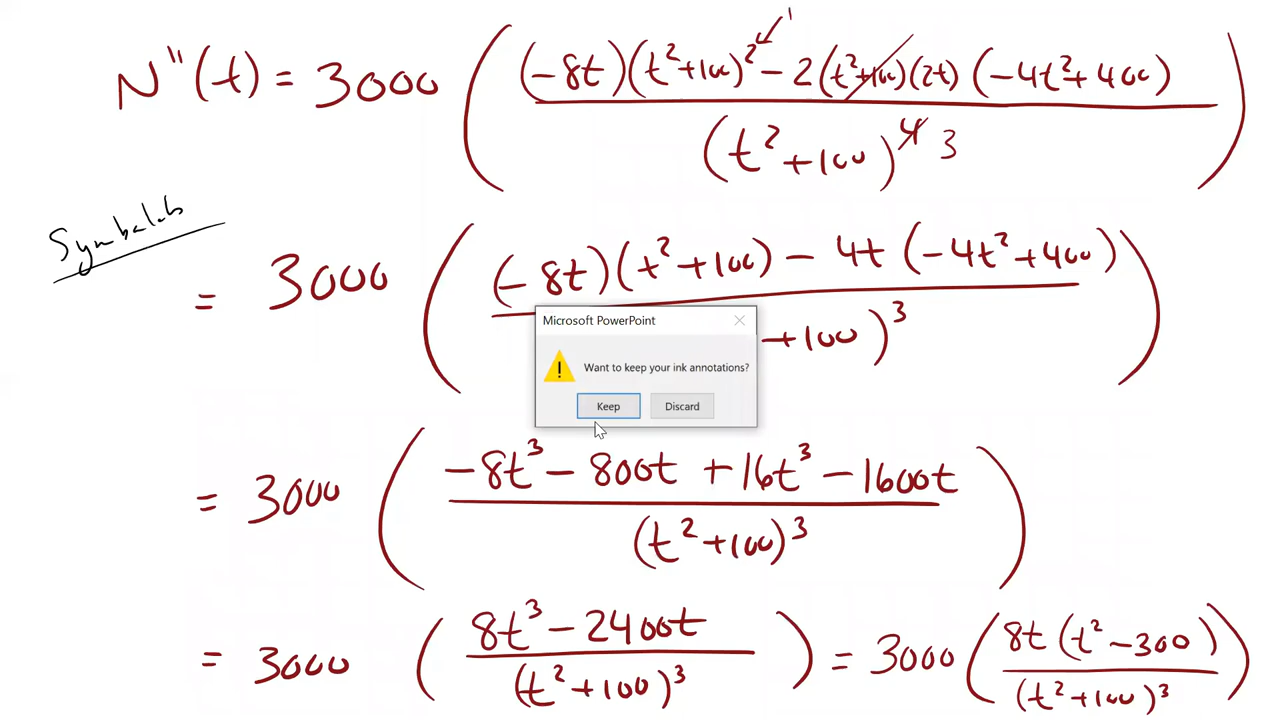 N''(t) = 3000 ( (-8t)(t²+100)² ¹ - 2(t²+100)(2t)(-4t²+400) / (t²+100)⁴ 3 )
Symbolab
= 3000 ( (-8t)(t²+100) - 4t(-4t²+400) / +100)³ )
Microsoft PowerPoint
Want to keep your ink annotations?
Keep Discard
= 3000 ( -8t³ - 800t + 16t³ - 1600t / (t²+100)³ )
= 3000 ( 8t³ - 2400t / (t²+100)³ ) = 3000 ( 8t(t² - 300) / (t²+100)³ )